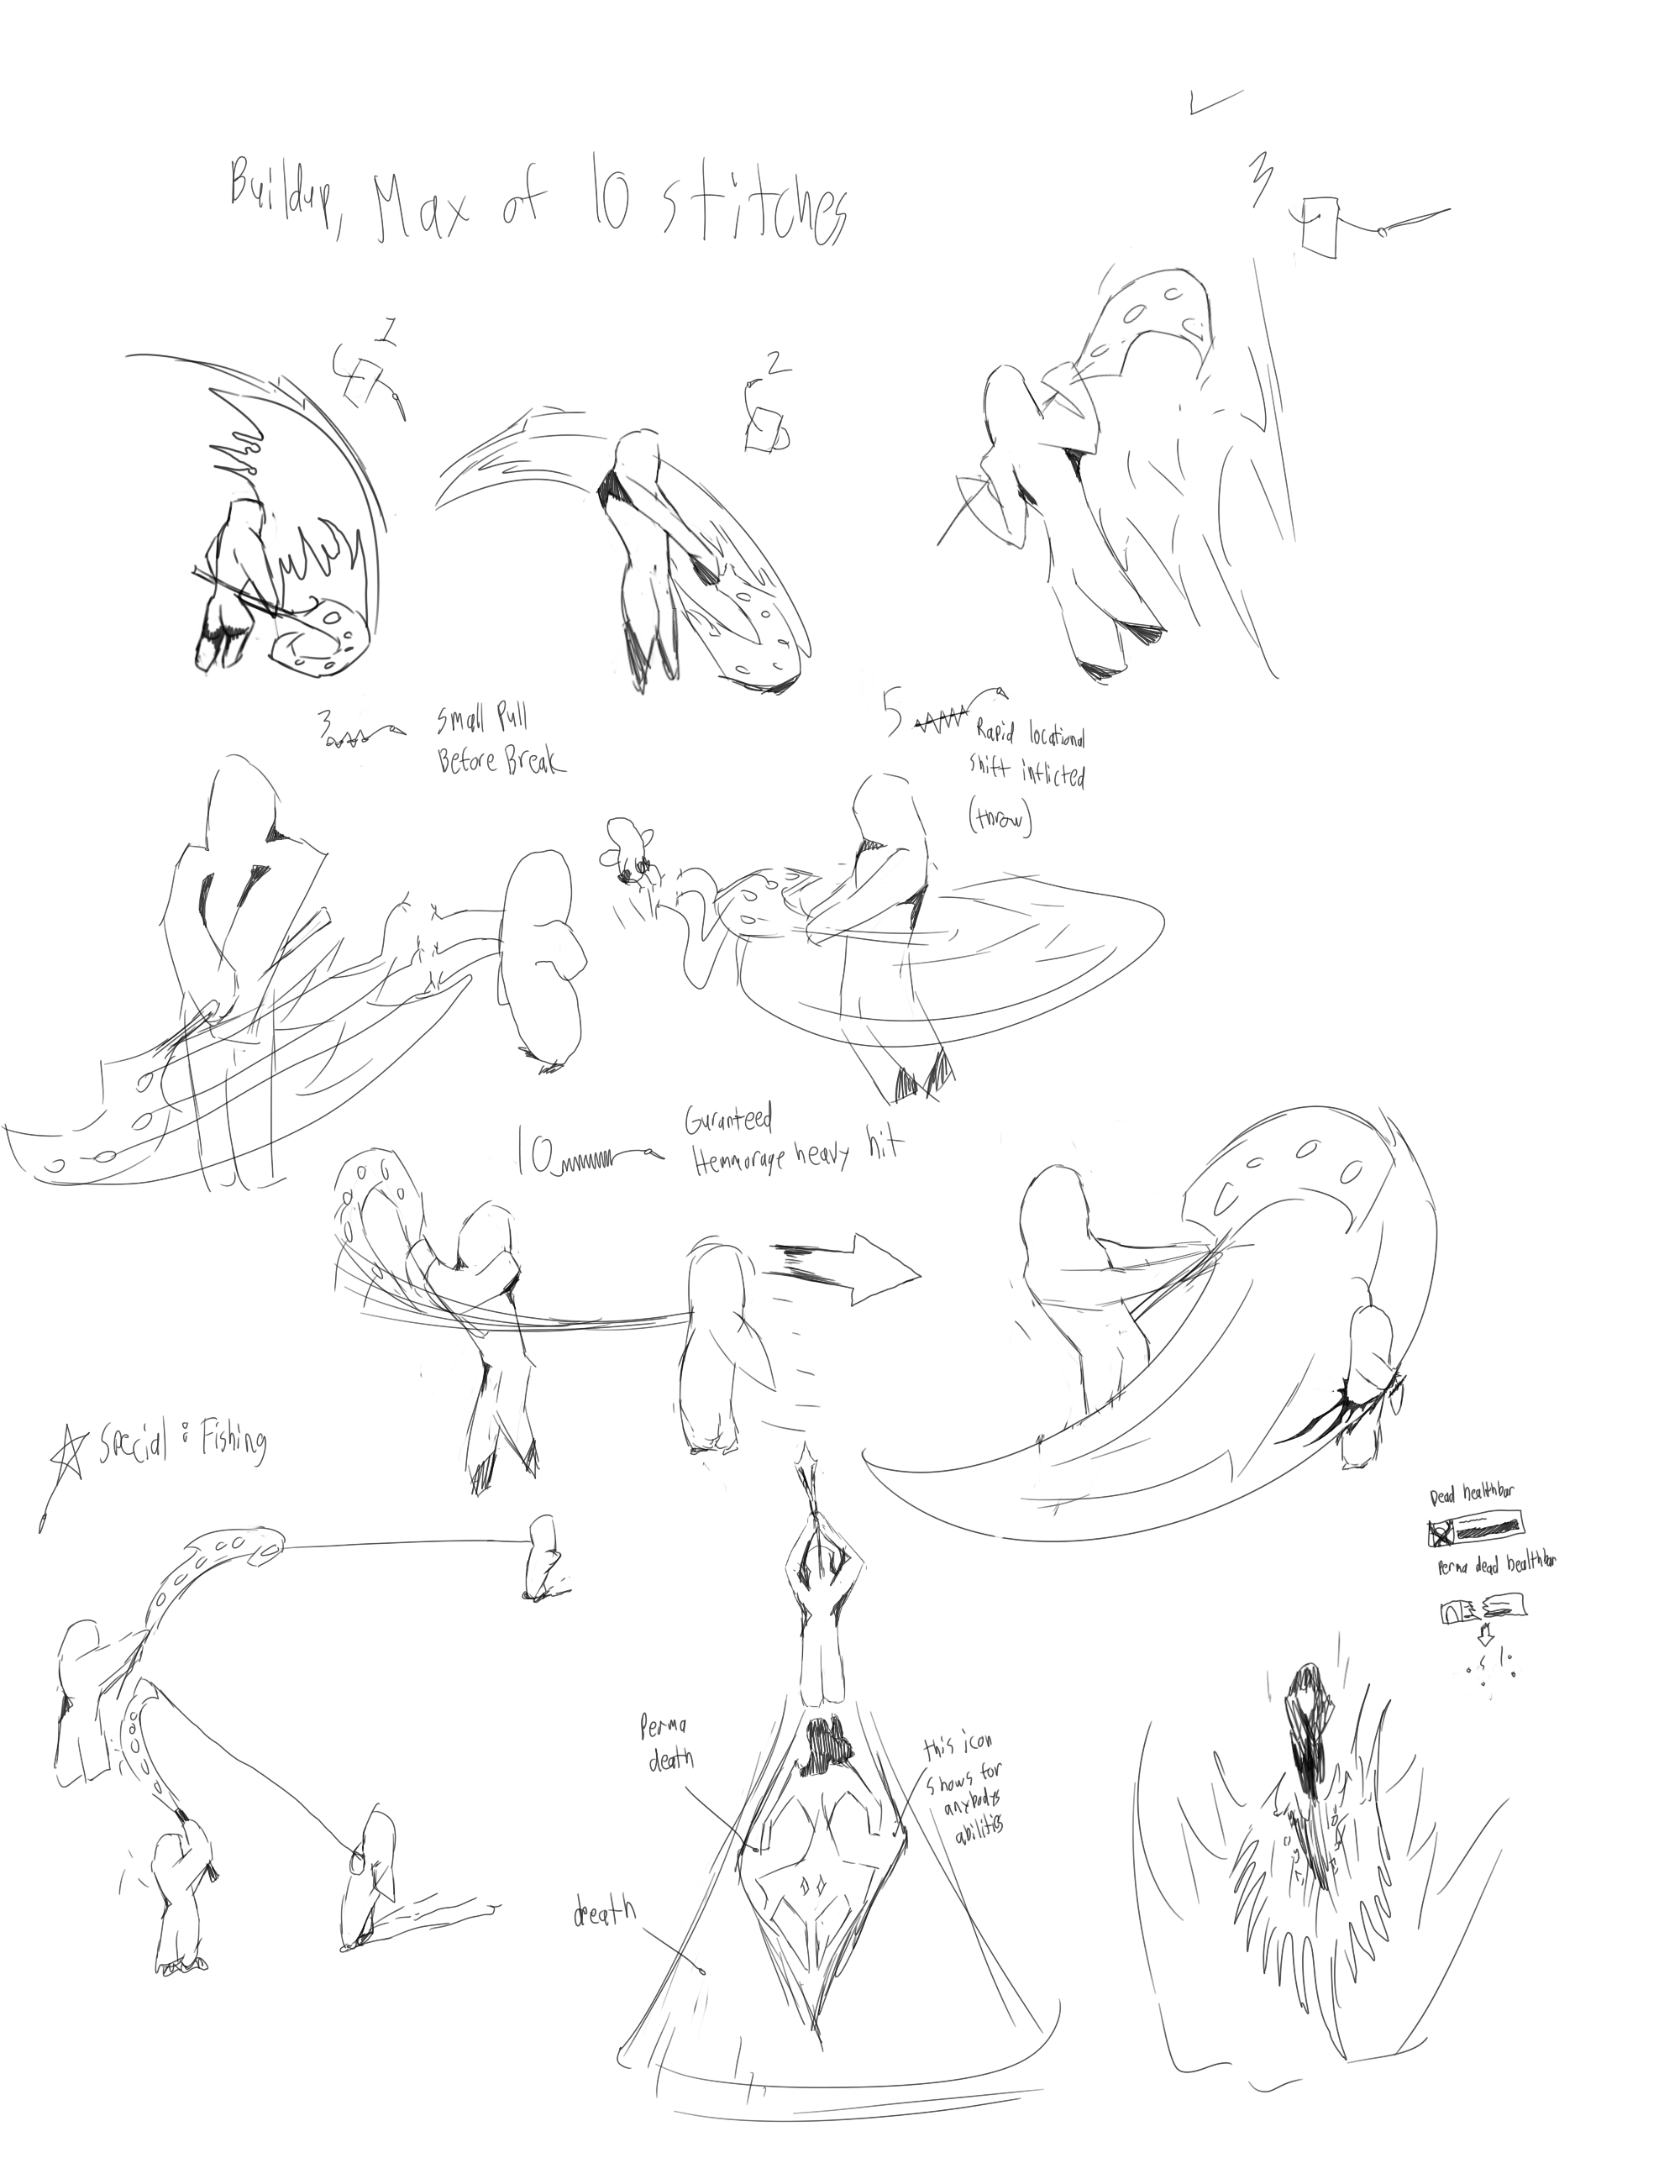 Buildup, Max of 10 stitches
1
2
3
3
Small Pull
Before Break
5
Rapid locational
shift inflicted
(throw)
10
Guranteed
Hemmorage heavy hit
Special : Fishing
Dead healthbar
Perma dead healthbar
Perma
death
this icon
shows for
anybodys
abilities
death